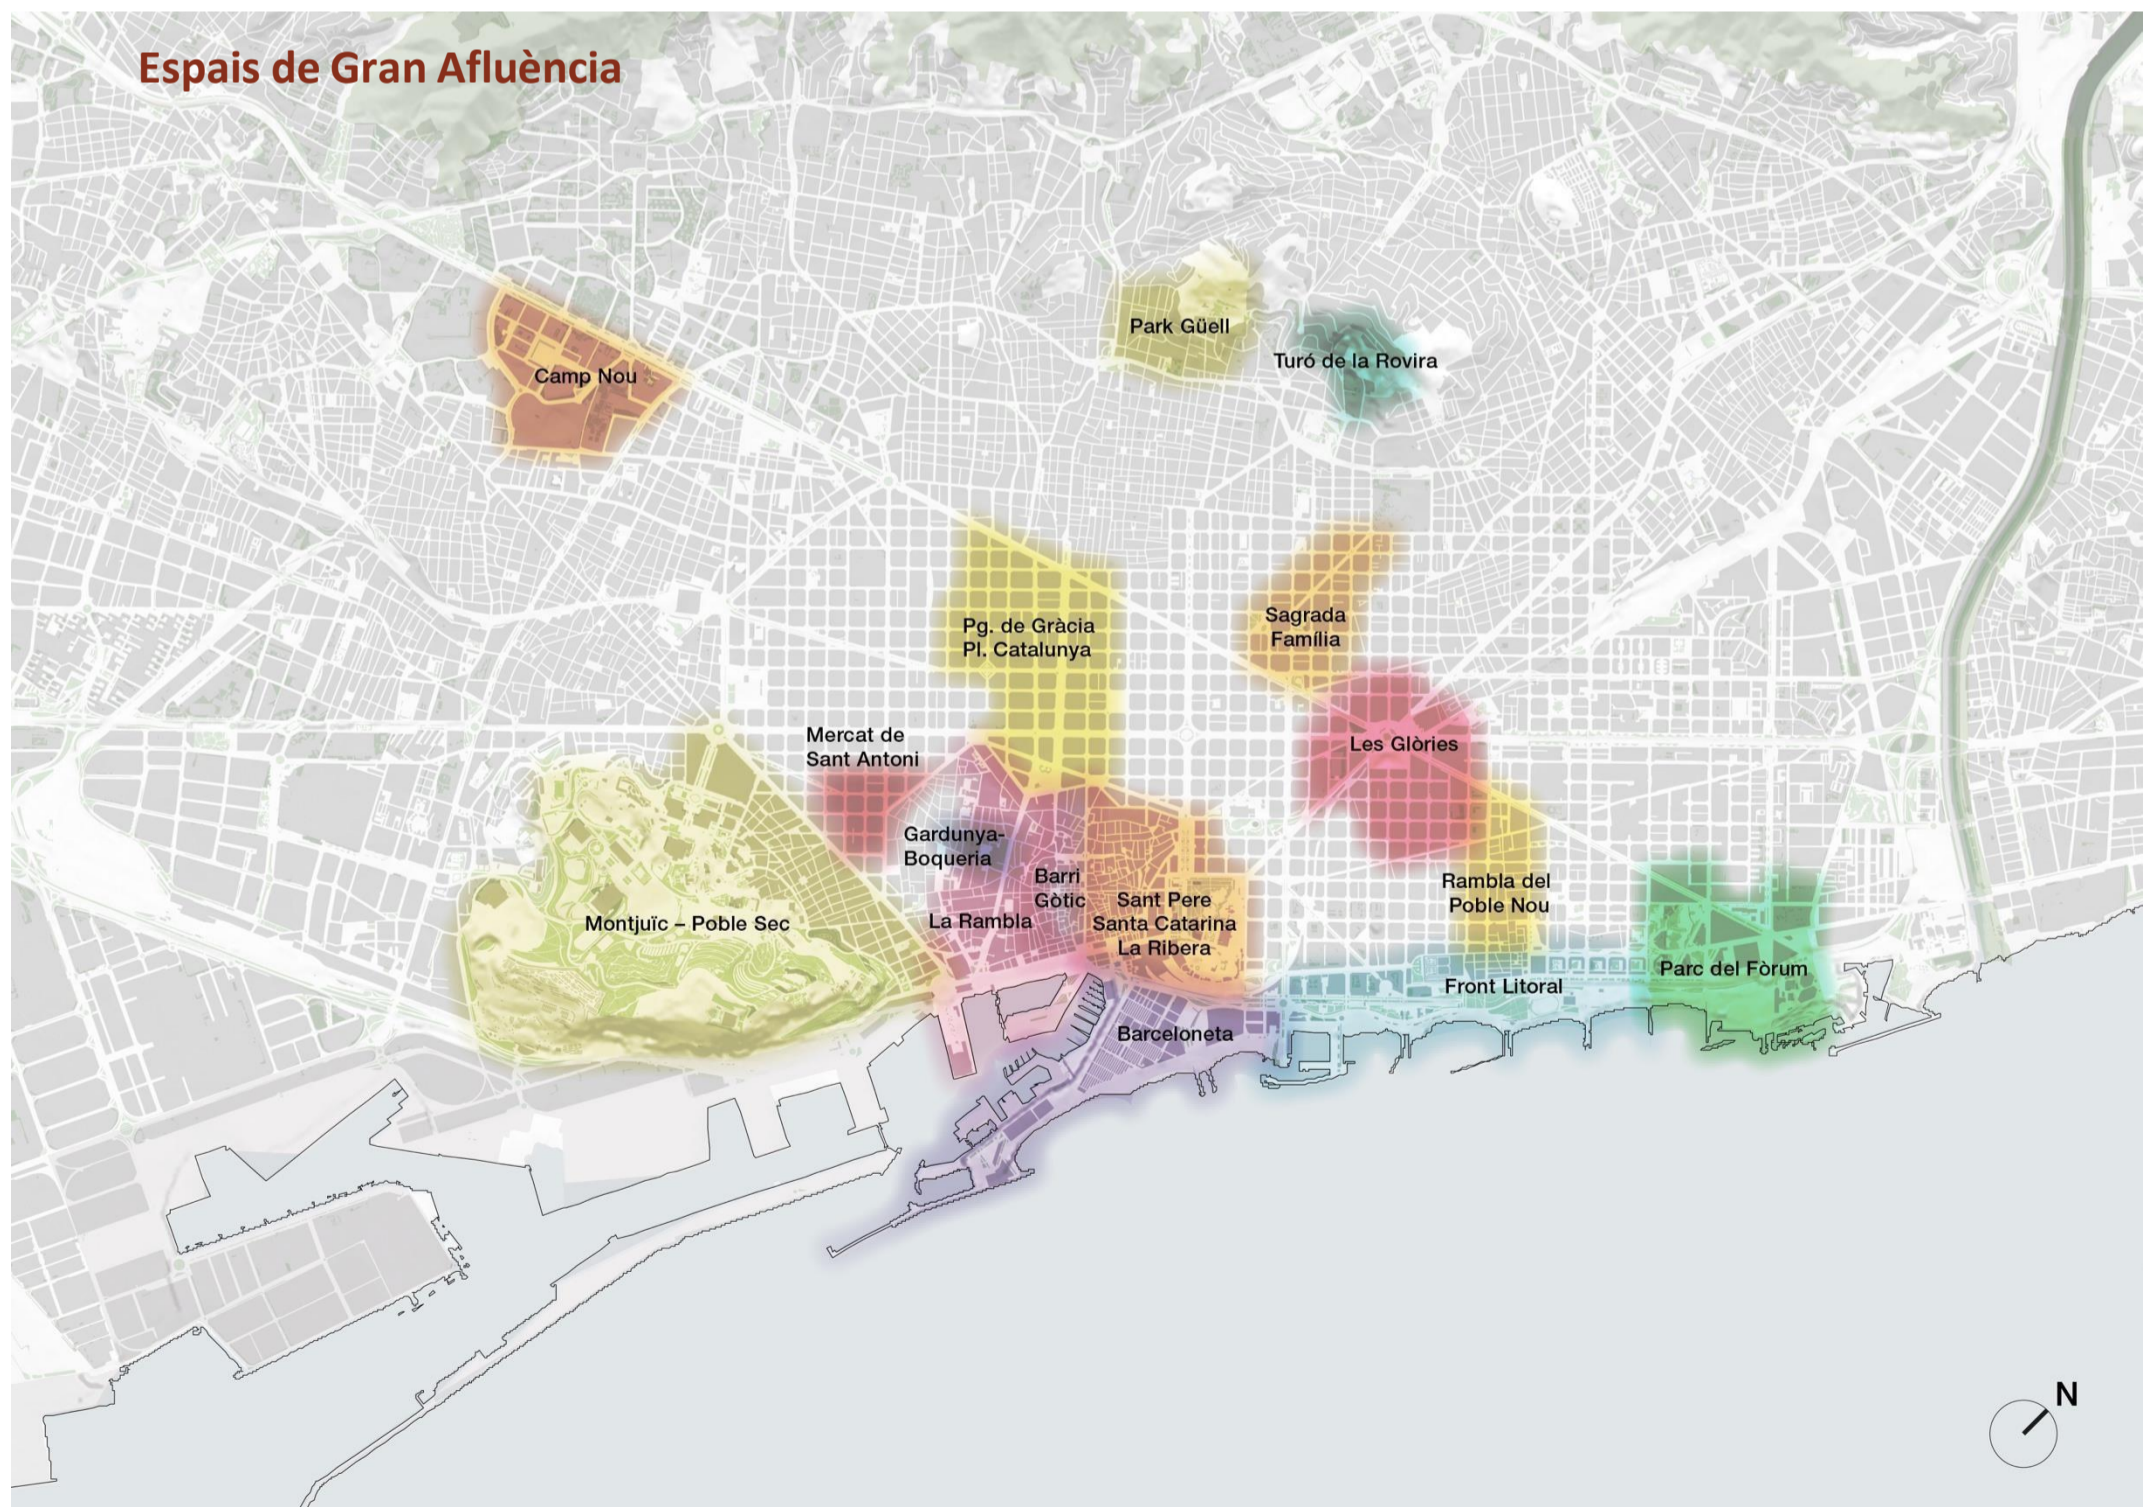 Espais de Gran Afluència
Park Güell
Turó de la Rovira
Camp Nou
Sagrada
Família
Pg. de Gràcia
Pl. Catalunya
Mercat de
Sant Antoni
Les Glòries
Gardunya-
Boqueria
Barri
Gòtic
Rambla del
Poble Nou
Sant Pere
Santa Catarina
La Ribera
La Rambla
Montjuïc – Poble Sec
Parc del Fòrum
Front Litoral
Barceloneta
N